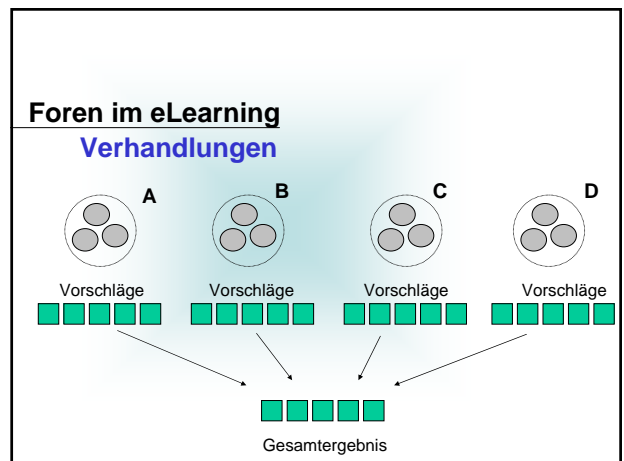 Foren im eLearning
Verhandlungen
A B C D
Vorschläge Vorschläge Vorschläge Vorschläge
Gesamtergebnis